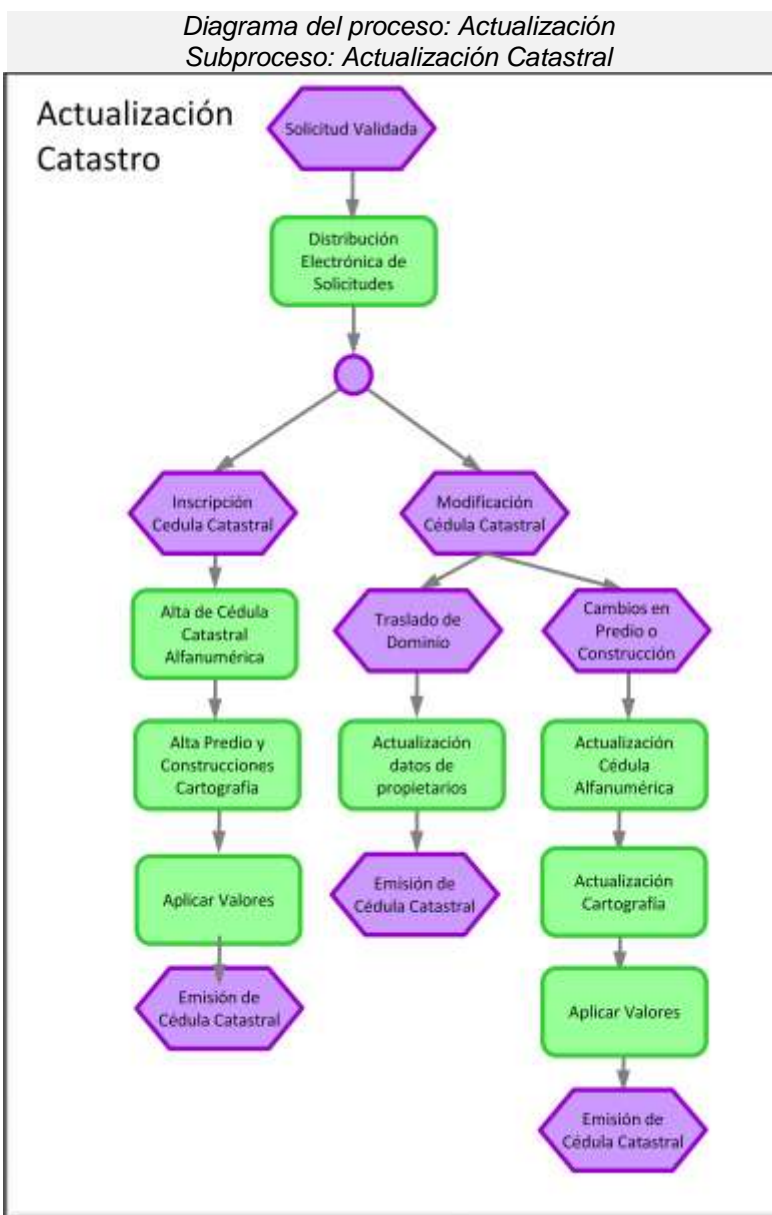 Diagrama del proceso: Actualización
Subproceso: Actualización Catastral
Actualización
Catastro
Solicitud Validada
Distribución
Electrónica de
Solicitudes
Inscripción
Cedula Catastral
Modificación
Cédula Catastral
Alta de Cédula
Catastral
Alfanumérica
Traslado de
Dominio
Cambios en
Predio o
Construcción
Alta Predio y
Construcciones
Cartografía
Actualización
datos de
propietarios
Actualización
Cédula
Alfanumérica
Aplicar Valores
Emisión de
Cédula Catastral
Actualización
Cartografía
Emisión de
Cédula Catastral
Aplicar Valores
Emisión de
Cédula Catastral